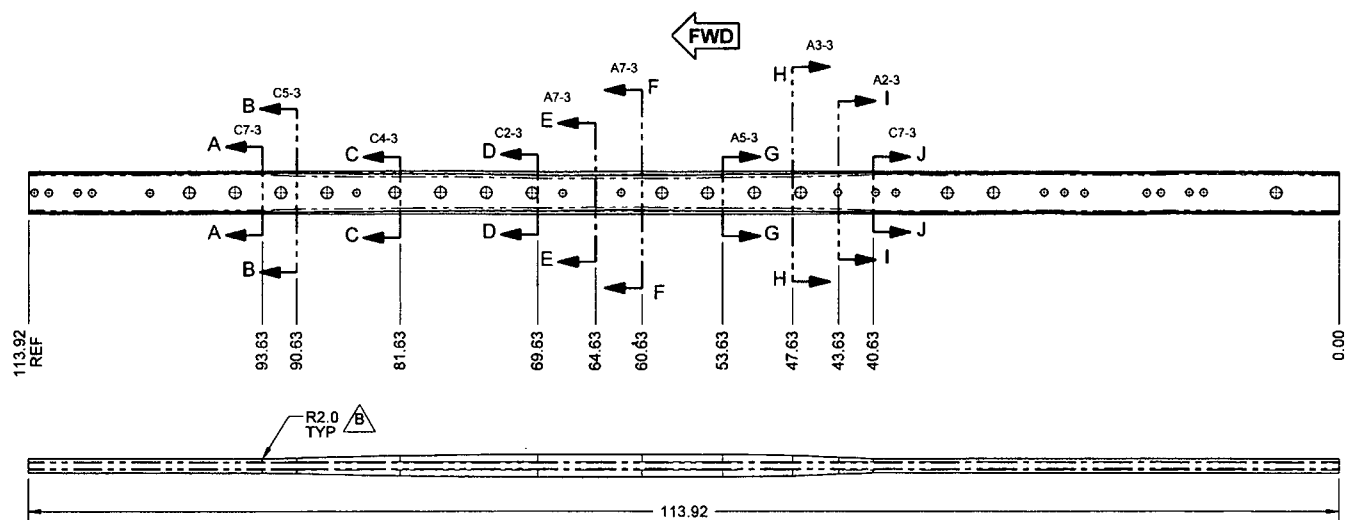 FWD
A3-3
H
A7-3
F
A2-3
I
C5-3
B
A7-3
E
C7-3
A
C4-3
C
C2-3
D
A5-3
G
C7-3
J
A
B
C
D
E
F
G
H
I
J
113.92
REF
93.63
90.63
81.63
69.63
64.63
60.63
53.63
47.63
43.63
40.63
0.00
R2.0
TYP
B
113.92